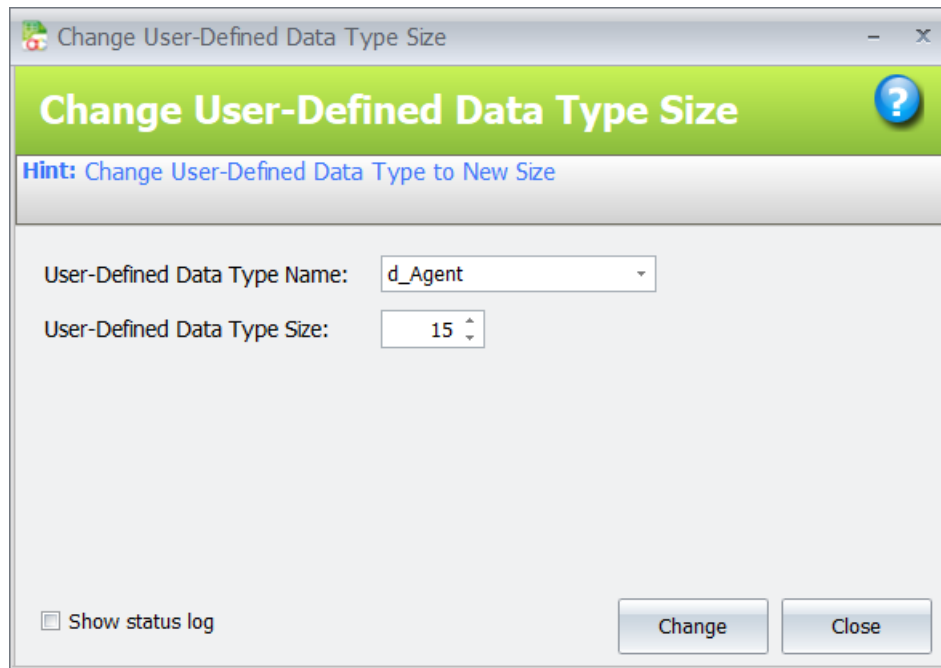 Change User-Defined Data Type Size
Change User-Defined Data Type Size
?
Hint: Change User-Defined Data Type to New Size
User-Defined Data Type Name: d_Agent
User-Defined Data Type Size: 15
Show status log Change Close